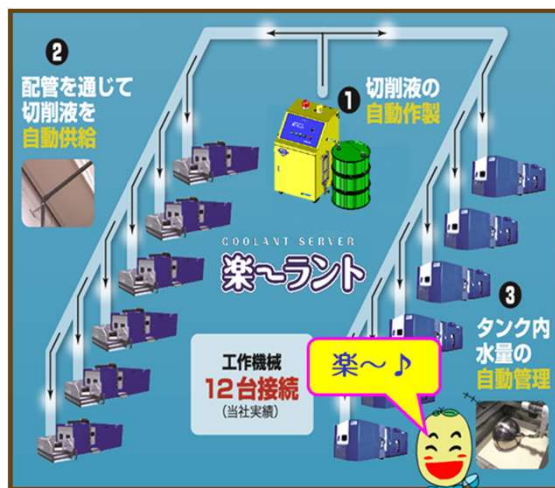 ❷
配管を通じて
切削液を
自動供給
❶
切削液の
自動作製
COOLANT SERVER
楽〜ラント
工作機械
12台接続
(当社実績)
楽〜♪
❸
タンク内
水量の
自動管理